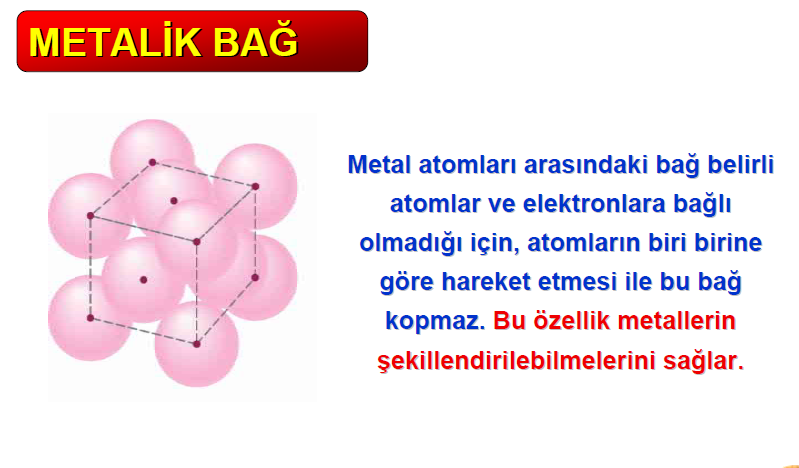 METALİK BAĞ
Metal atomları arasındaki bağ belirli
atomlar ve elektronlara bağlı
olmadığı için, atomların biri birine
göre hareket etmesi ile bu bağ
kopmaz. Bu özellik metallerin
şekillendirilebilmelerini sağlar.